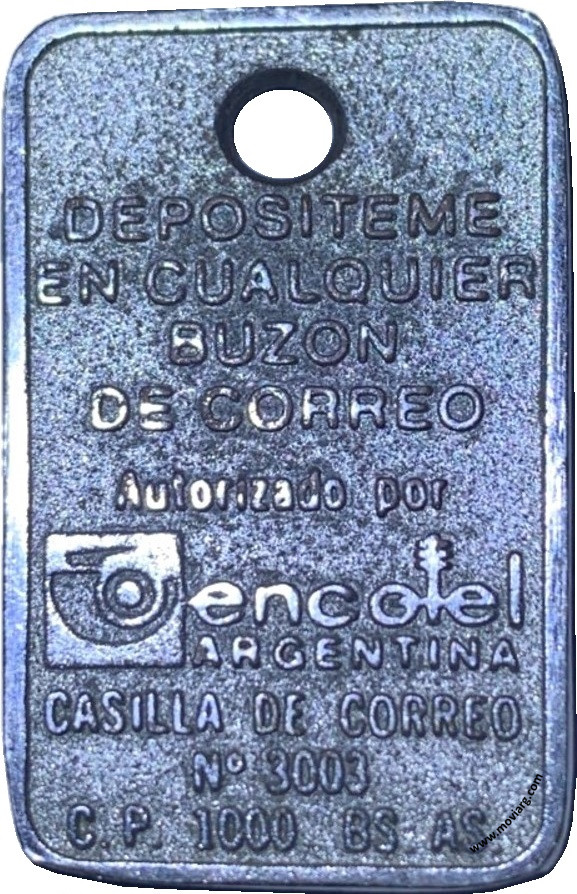 DEPOSITEME
EN CUALQUIER
BUZON
DE CORREO
Autorizado por
encotel
ARGENTINA
CASILLA DE CORREO
Nº 3003
C.P. 1000 BS AS
www.moviarg.com